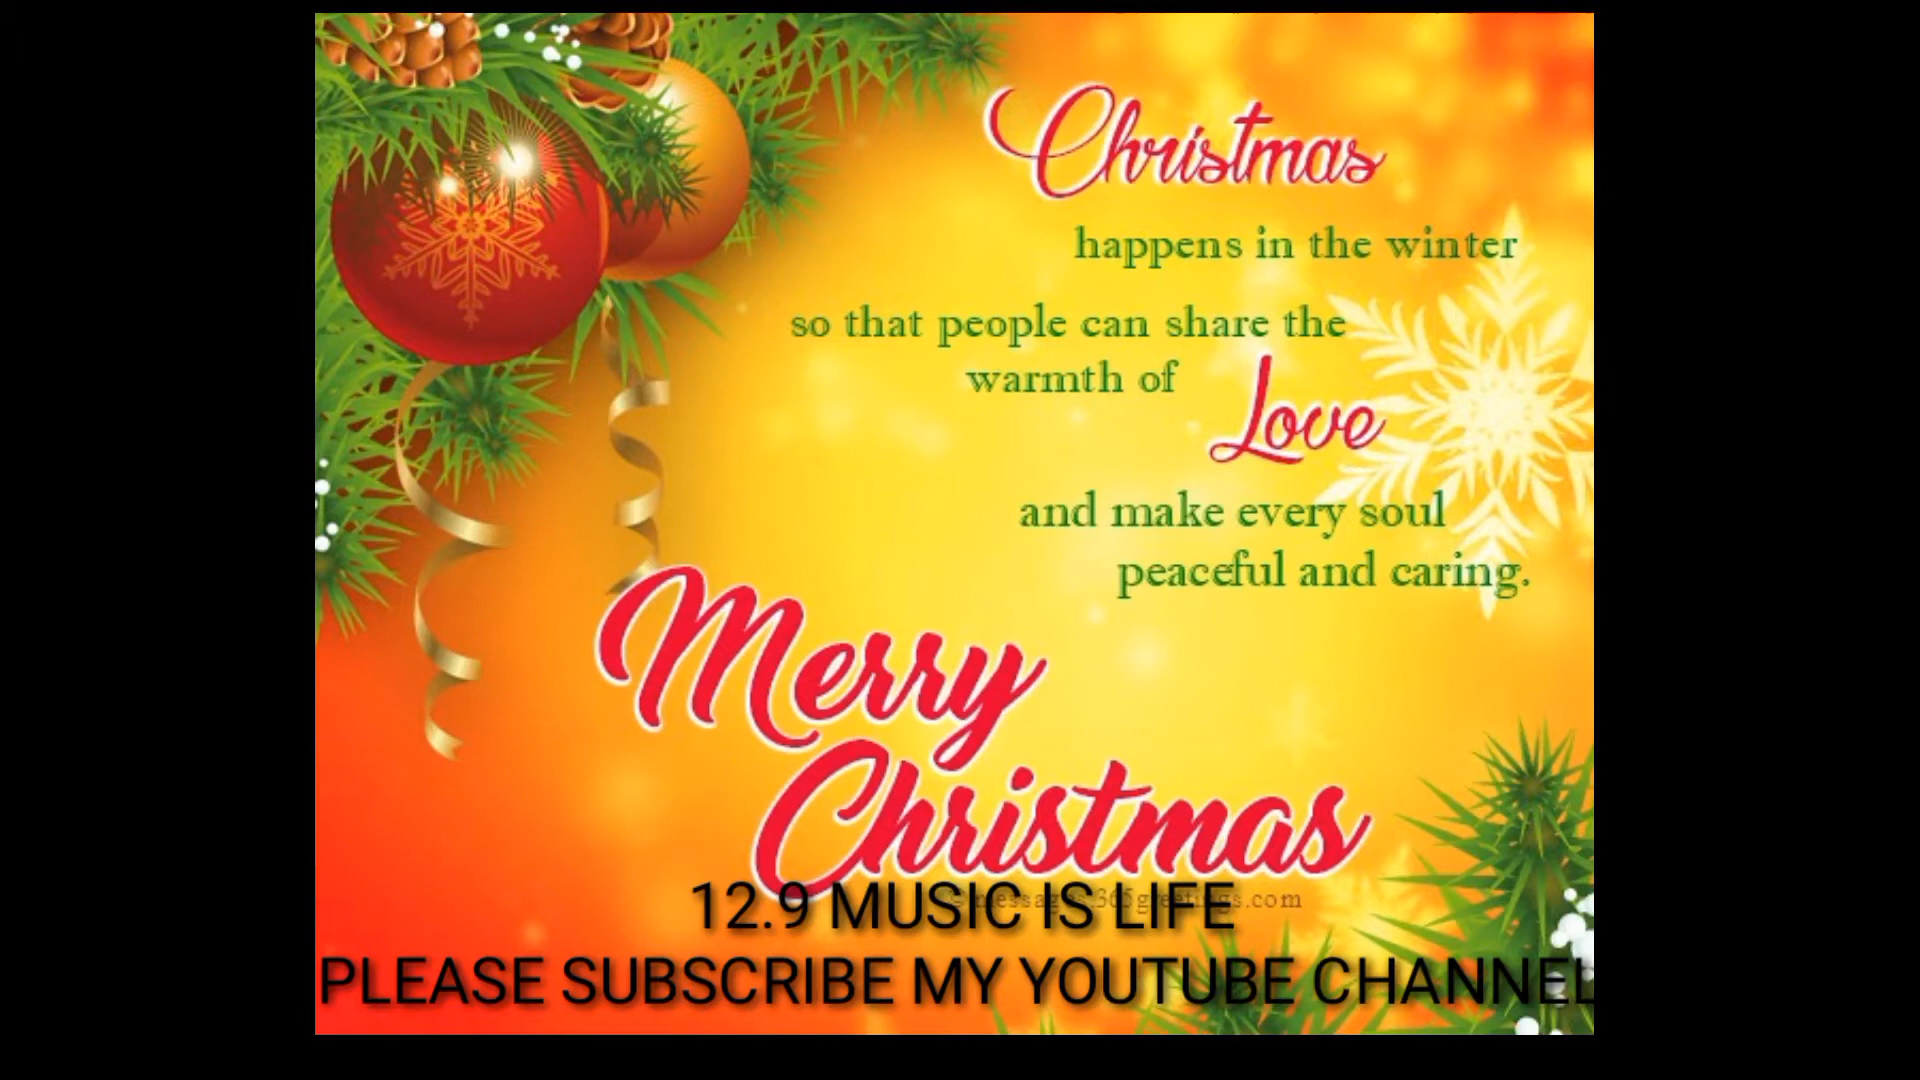 Christmas
happens in the winter
so that people can share the
warmth of Love
and make every soul
peaceful and caring.
Merry
Christmas
12.9 MUSIC IS LIFE
PLEASE SUBSCRIBE MY YOUTUBE CHANNEL